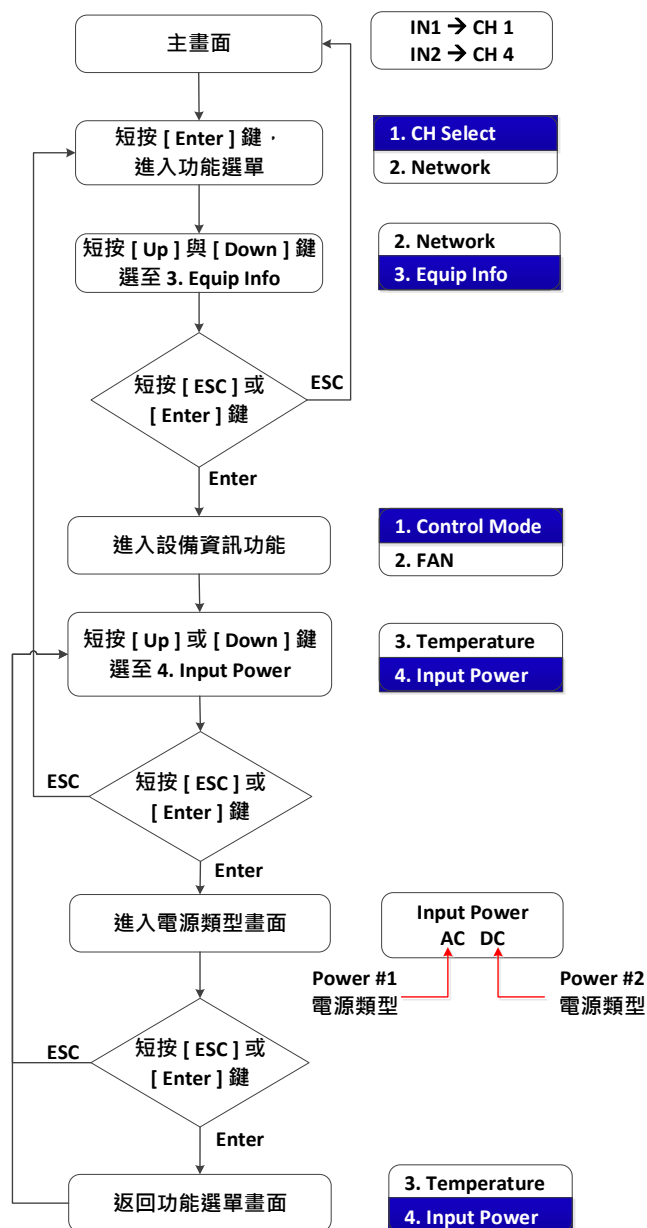 主畫面
IN1 → CH 1
IN2 → CH 4
短按 [ Enter ] 鍵，
進入功能選單
1. CH Select
2. Network
短按 [ Up ] 與 [ Down ] 鍵
選至 3. Equip Info
2. Network
3. Equip Info
短按 [ ESC ] 或
[ Enter ] 鍵
ESC
Enter
進入設備資訊功能
1. Control Mode
2. FAN
短按 [ Up ] 或 [ Down ] 鍵
選至 4. Input Power
3. Temperature
4. Input Power
ESC
短按 [ ESC ] 或
[ Enter ] 鍵
Enter
進入電源類型畫面
Input Power
AC DC
Power #1
電源類型
Power #2
電源類型
ESC
短按 [ ESC ] 或
[ Enter ] 鍵
Enter
返回功能選單畫面
3. Temperature
4. Input Power